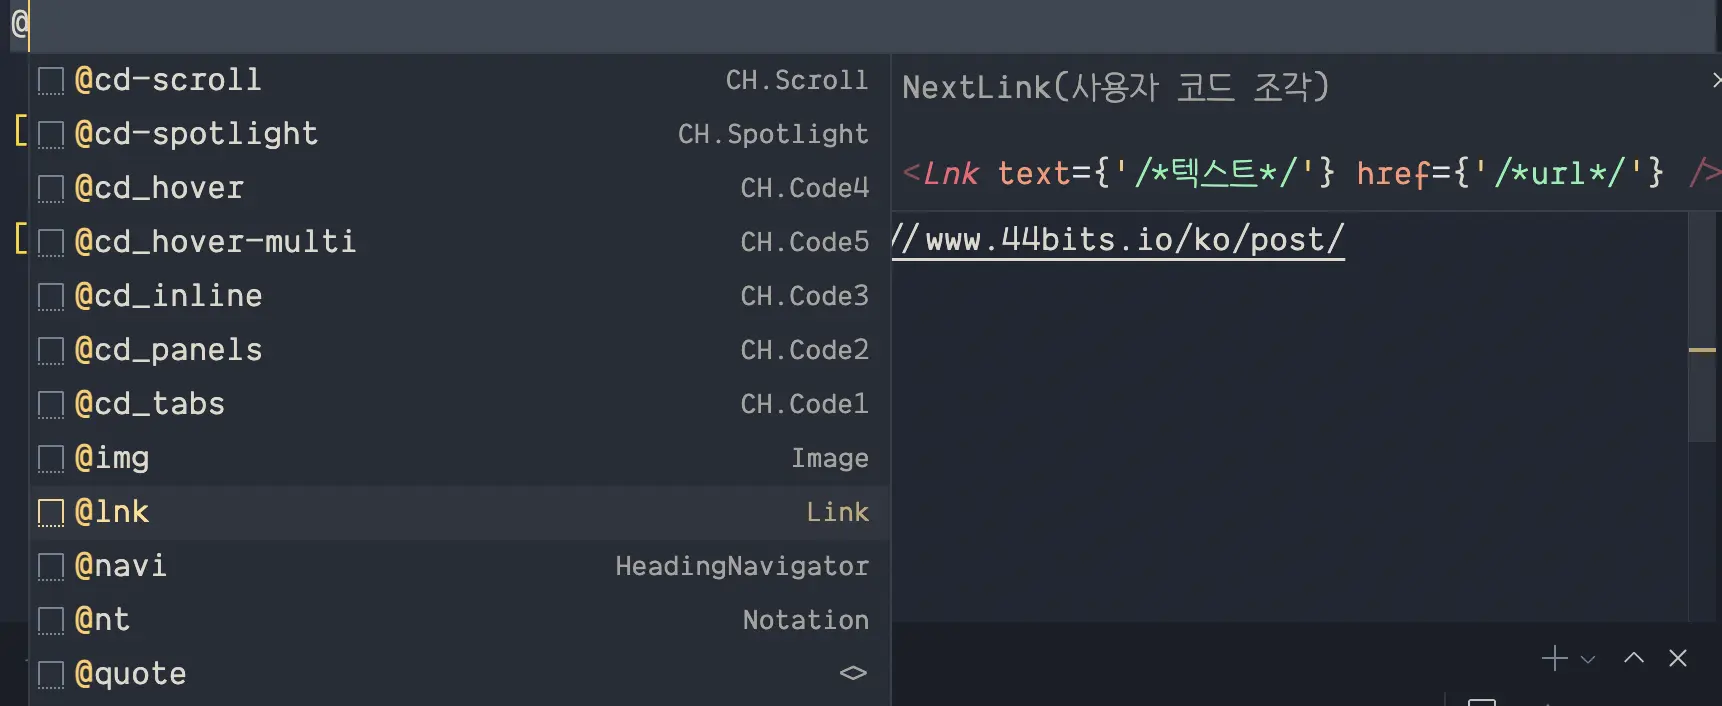 @
@cd-scroll CH.Scroll
@cd-spotlight CH.Spotlight
@cd_hover CH.Code4
@cd_hover-multi CH.Code5
@cd_inline CH.Code3
@cd_panels CH.Code2
@cd_tabs CH.Code1
@img Image
@lnk Link
@navi HeadingNavigator
@nt Notation
@quote <>
NextLink(사용자 코드 조각)
<Lnk text={'/*텍스트*/'} href={'/*url*/'} />
//www.44bits.io/ko/post/
[
[